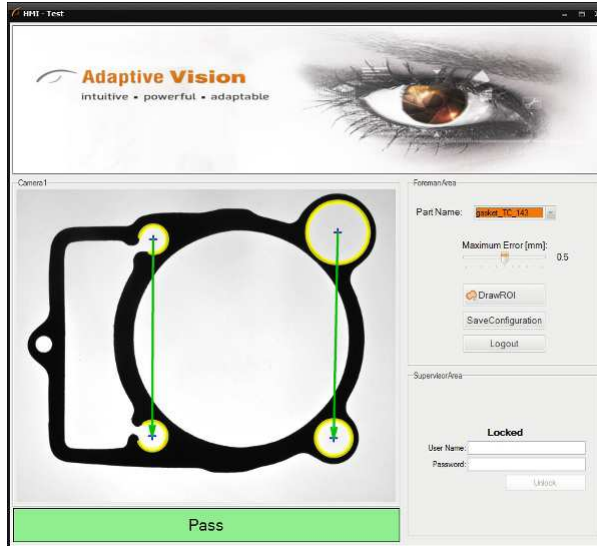 HMI - Test
Adaptive Vision
intuitive • powerful • adaptable
Camera1
Pass
ForemanArea
Part Name: gasket_TC_143
Maximum Error [mm]:
0.5
DrawROI
SaveConfiguration
Logout
SupervisorArea
Locked
User Name:
Password:
Unlock